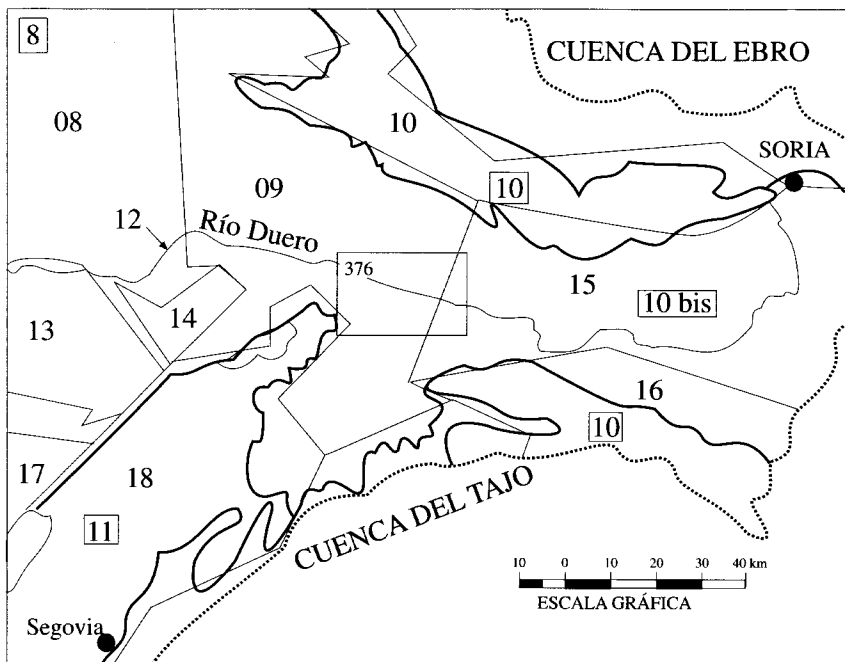 8
CUENCA DEL EBRO
08
10
SORIA
10
09
12
Río Duero
376
15
10 bis
13
14
16
10
17
18
11
CUENCA DEL TAJO
10 0 10 20 30 40 km
ESCALA GRÁFICA
Segovia